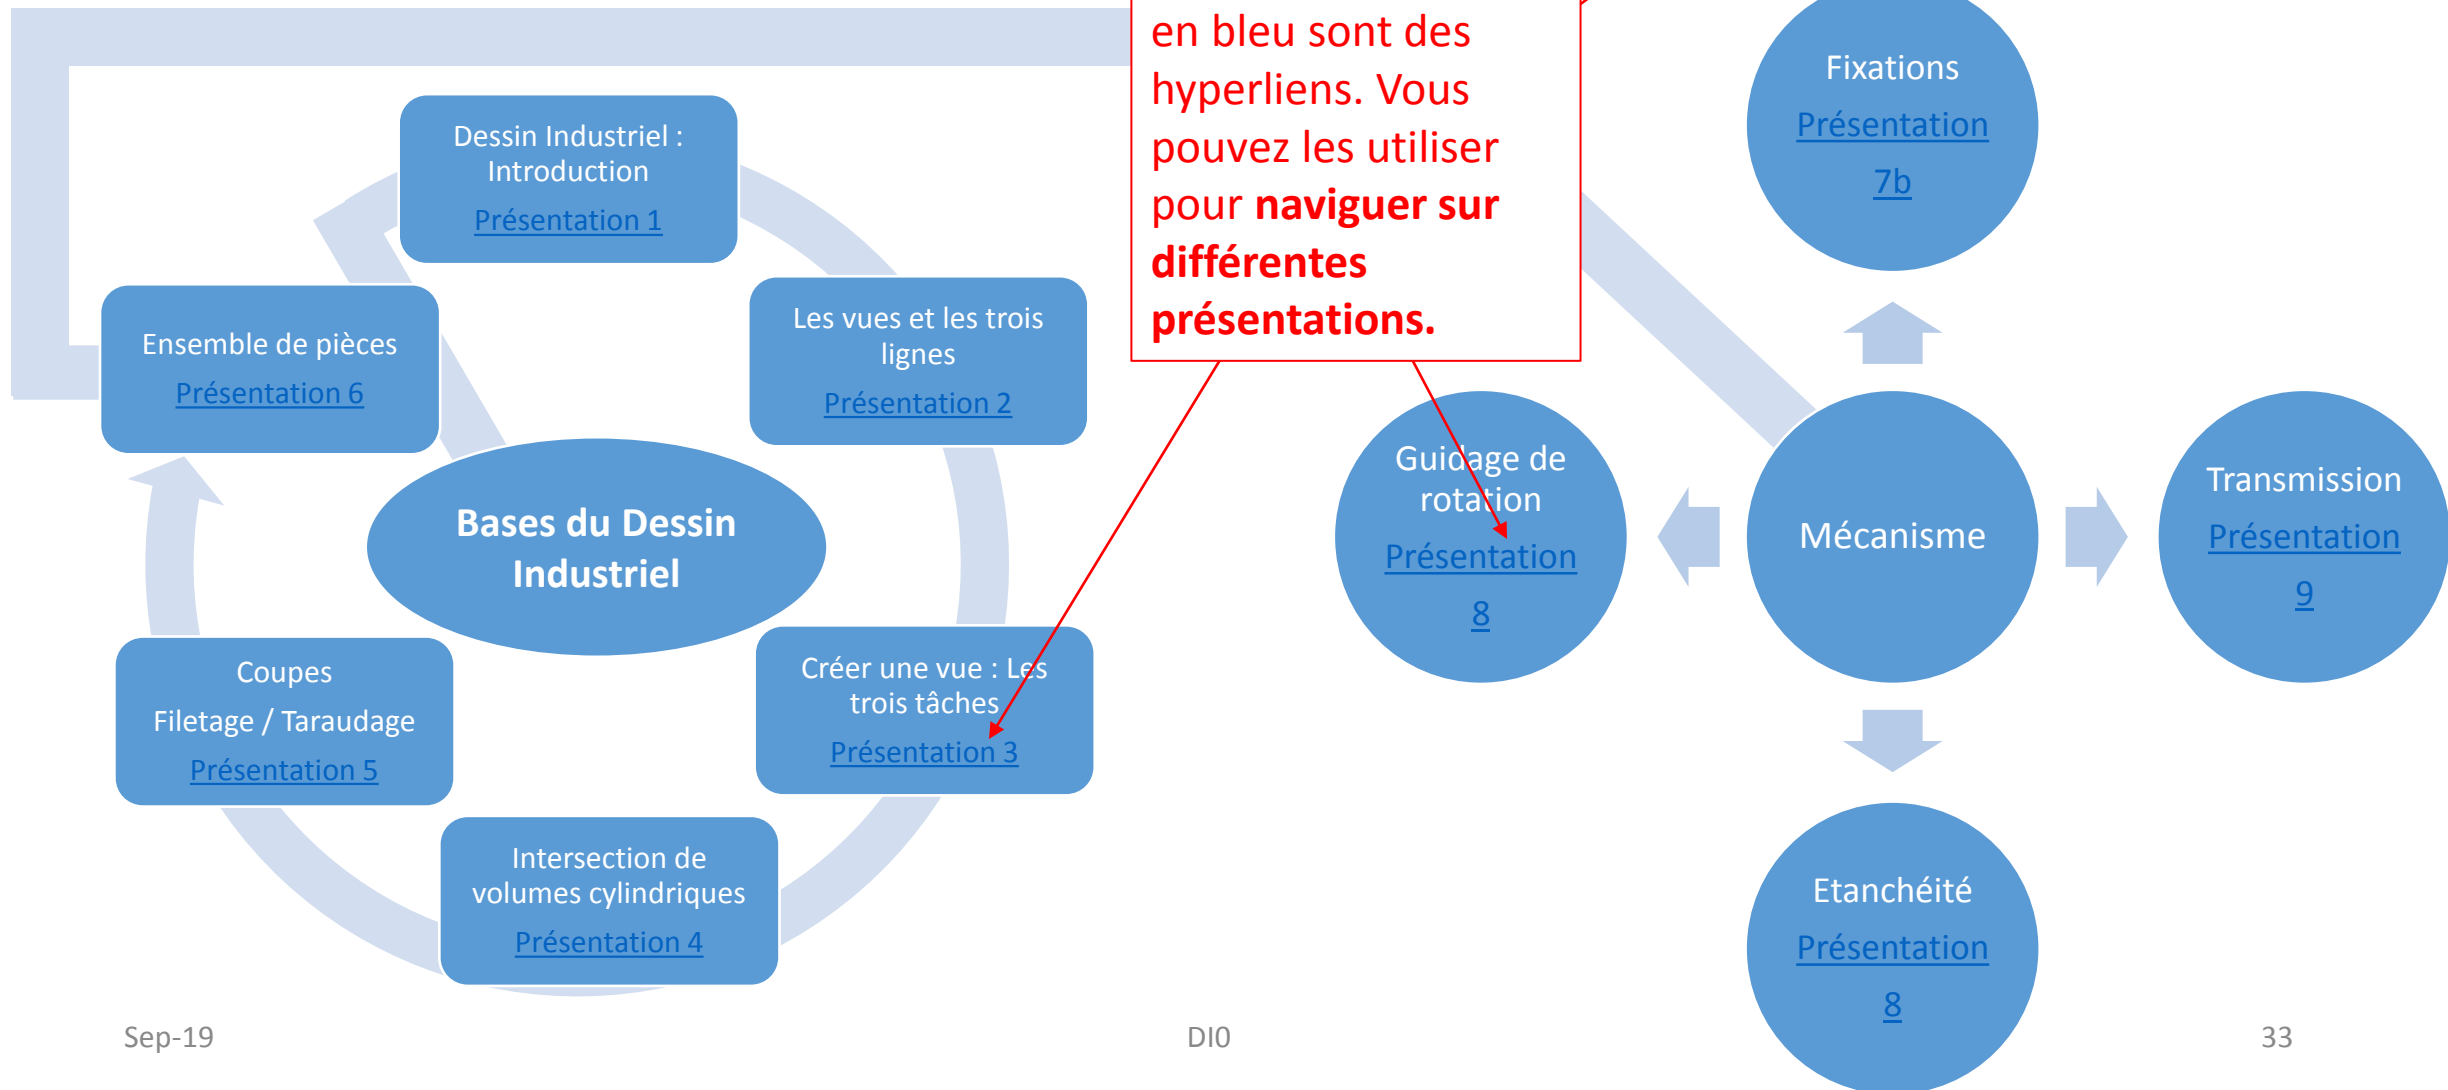 en bleu sont des
hyperliens. Vous
pouvez les utiliser
pour naviguer sur
différentes
présentations.
Dessin Industriel :
Introduction
Présentation 1
Les vues et les trois
lignes
Présentation 2
Créer une vue : Les
trois tâches
Présentation 3
Intersection de
volumes cylindriques
Présentation 4
Coupes
Filetage / Taraudage
Présentation 5
Ensemble de pièces
Présentation 6
Bases du Dessin
Industriel
Fixations
Présentation
7b
Guidage de
rotation
Présentation
8
Mécanisme
Transmission
Présentation
9
Etanchéité
Présentation
8
Sep-19
DI0
33